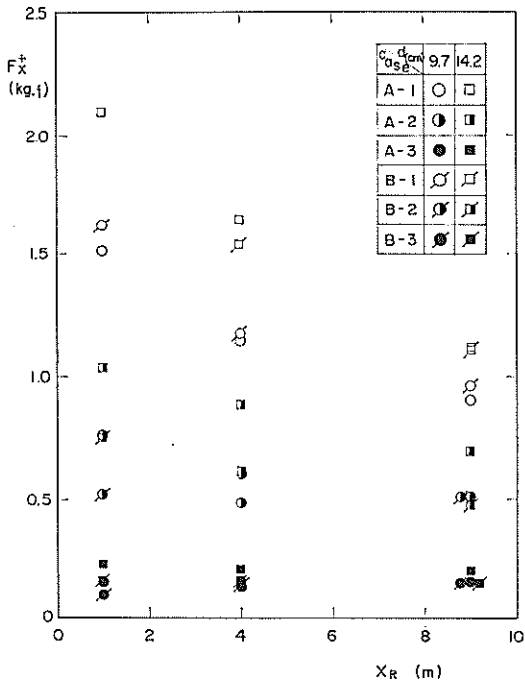 2.5
F_X^+
(kg.f)
2.0
1.5
1.0
0.5
0
0 2 4 6 8 10
X_R (m)
Case d(cm) 9.7 14.2
A-1
A-2
A-3
B-1
B-2
B-3